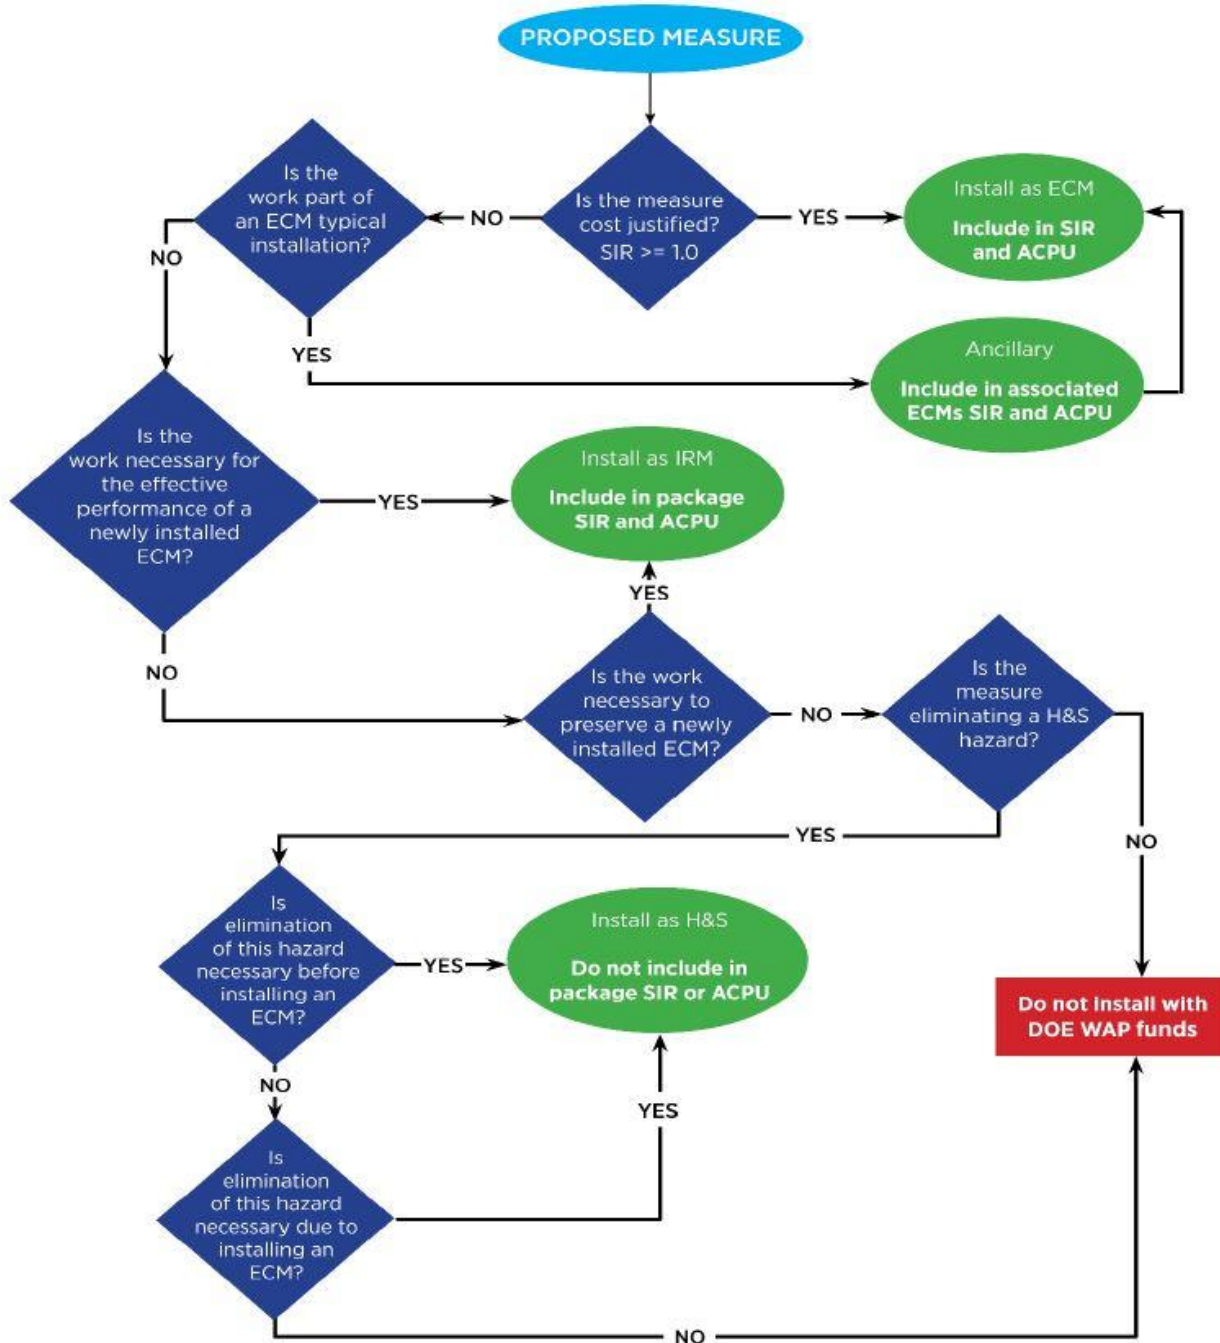 PROPOSED MEASURE
Is the
work part of
an ECM typical
installation?
NO
Is the measure
cost justified?
SIR >= 1.0
YES
Install as ECM
Include in SIR
and ACPU
NO
YES
Ancillary
Include in associated
ECMs SIR and ACPU
Is the
work necessary for
the effective
performance of a
newly installed
ECM?
YES
Install as IRM
Include in package
SIR and ACPU
YES
NO
Is the work
necessary to
preserve a newly
installed ECM?
NO
Is the
measure
eliminating a H&S
hazard?
YES
NO
Is
elimination
of this hazard
necessary before
installing an
ECM?
YES
Install as H&S
Do not include in
package SIR or ACPU
Do not Install with
DOE WAP funds
NO
YES
Is
elimination
of this hazard
necessary due to
installing an
ECM?
NO